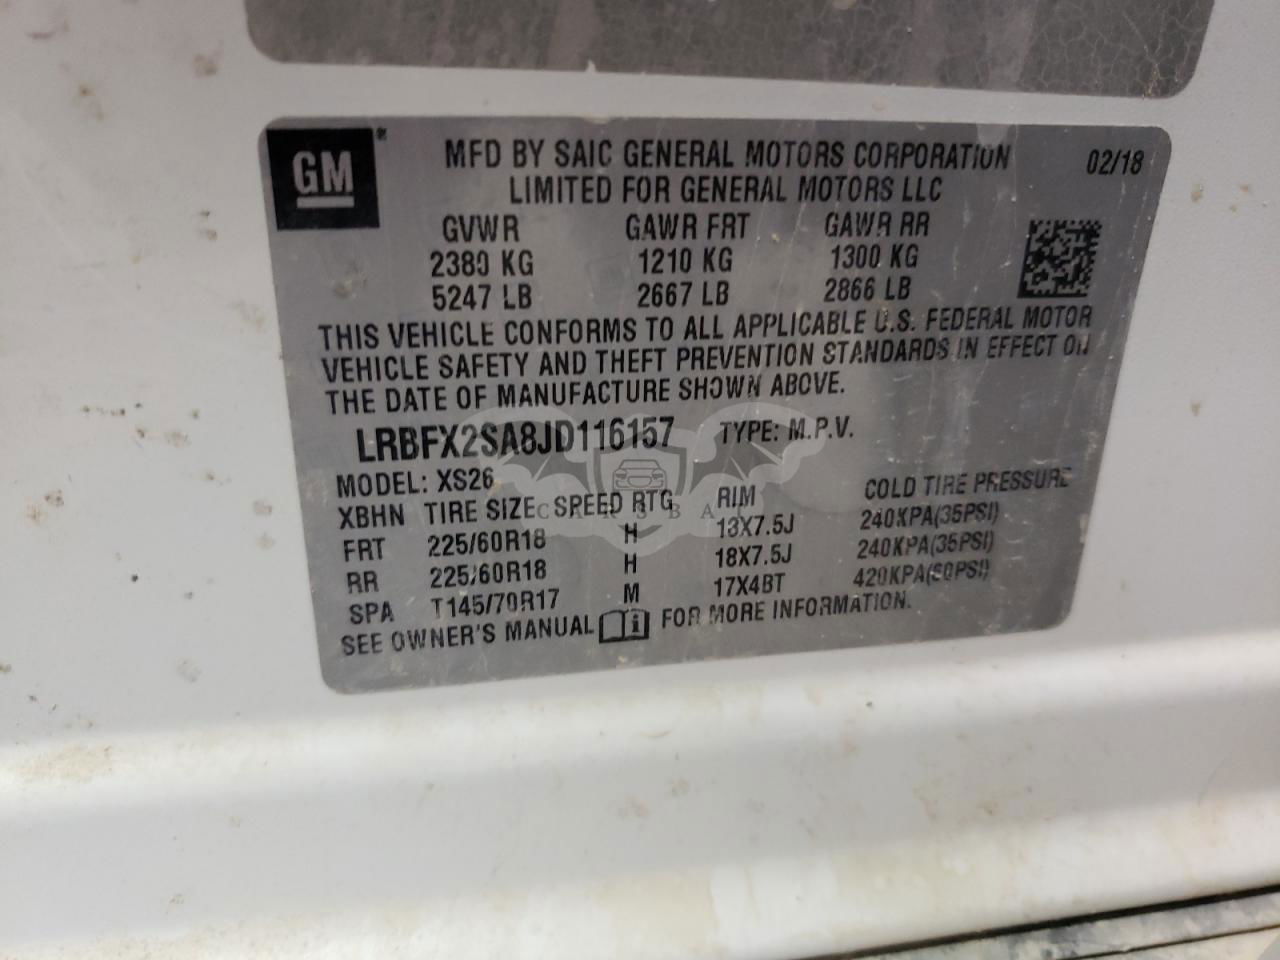 GM
MFD BY SAIC GENERAL MOTORS CORPORATION 02/18
LIMITED FOR GENERAL MOTORS LLC
GVWR GAWR FRT GAWR RR
2380 KG 1210 KG 1300 KG
5247 LB 2667 LB 2866 LB
THIS VEHICLE CONFORMS TO ALL APPLICABLE U.S. FEDERAL MOTOR
VEHICLE SAFETY AND THEFT PREVENTION STANDARDS IN EFFECT ON
THE DATE OF MANUFACTURE SHOWN ABOVE.
LRBFX2SA8JD116157 TYPE: M.P.V.
MODEL: XS26
XBHN TIRE SIZE SPEED RTG RIM COLD TIRE PRESSURE
FRT 225/60R18 H 18X7.5J 240KPA(35PSI)
RR 225/60R18 H 18X7.5J 240KPA(35PSI)
SPA T145/70R17 M 17X4BT 420KPA(60PSI)
SEE OWNER'S MANUAL FOR MORE INFORMATION.
CARSBAT